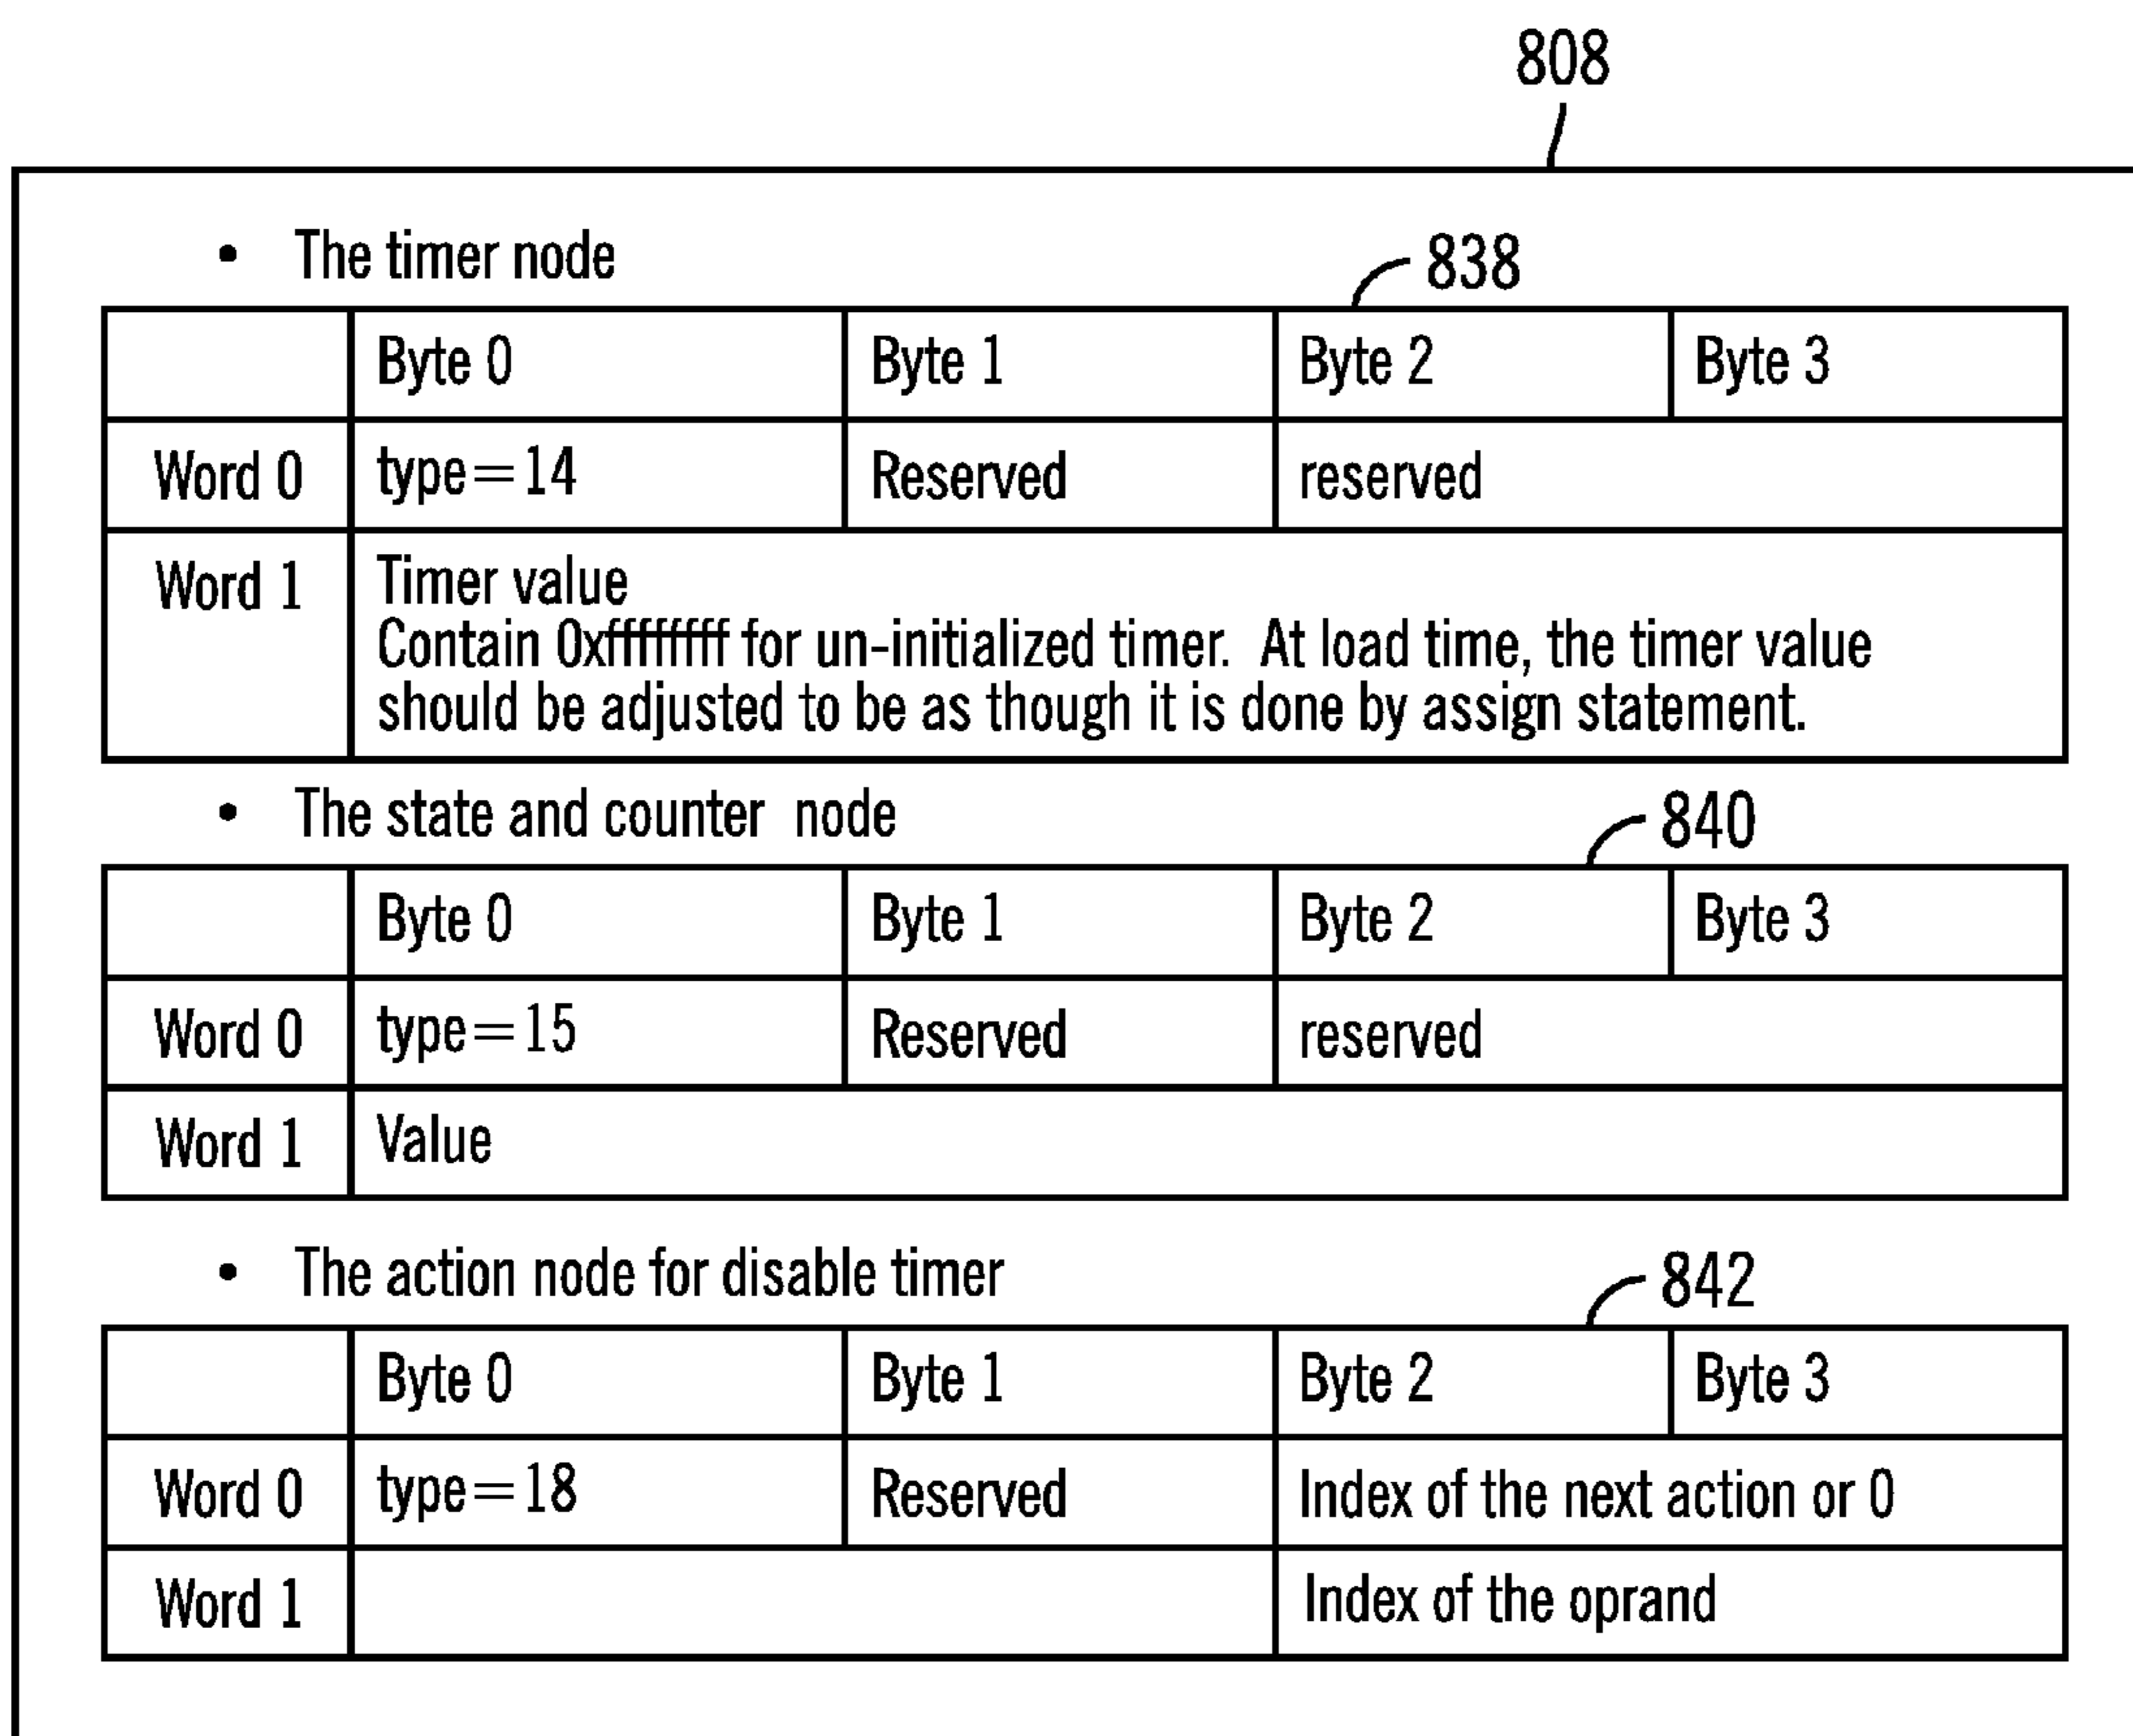 808
• The timer node
838
Byte 0 Byte 1 Byte 2 Byte 3
Word 0 type=14 Reserved reserved
Word 1 Timer value
Contain 0xffffffff for un-initialized timer. At load time, the timer value
should be adjusted to be as though it is done by assign statement.
• The state and counter node
840
Byte 0 Byte 1 Byte 2 Byte 3
Word 0 type=15 Reserved reserved
Word 1 Value
• The action node for disable timer
842
Byte 0 Byte 1 Byte 2 Byte 3
Word 0 type=18 Reserved Index of the next action or 0
Word 1 Index of the oprand